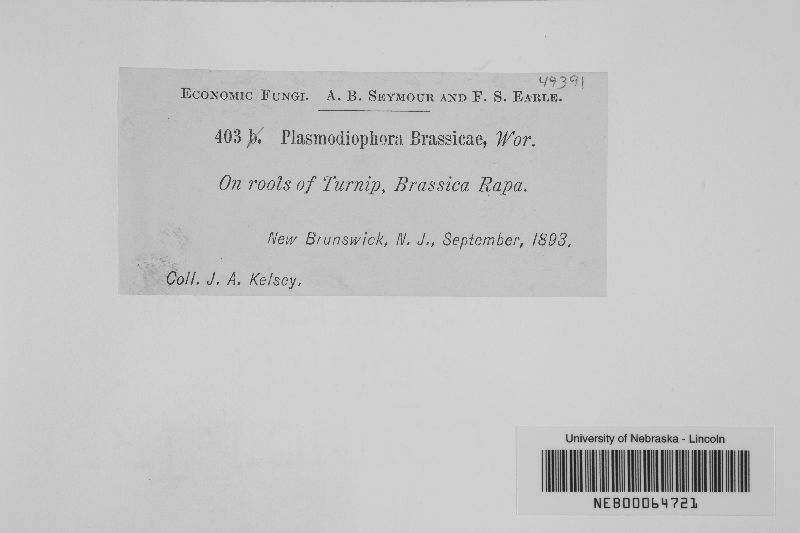 49391
Economic Fungi. A. B. Seymour and F. S. Earle.
403 b. Plasmodiophora Brassicae, Wor.
On roots of Turnip, Brassica Rapa.
New Brunswick, N. J., September, 1893.
Coll. J. A. Kelsey.
University of Nebraska - Lincoln
NEB00064721